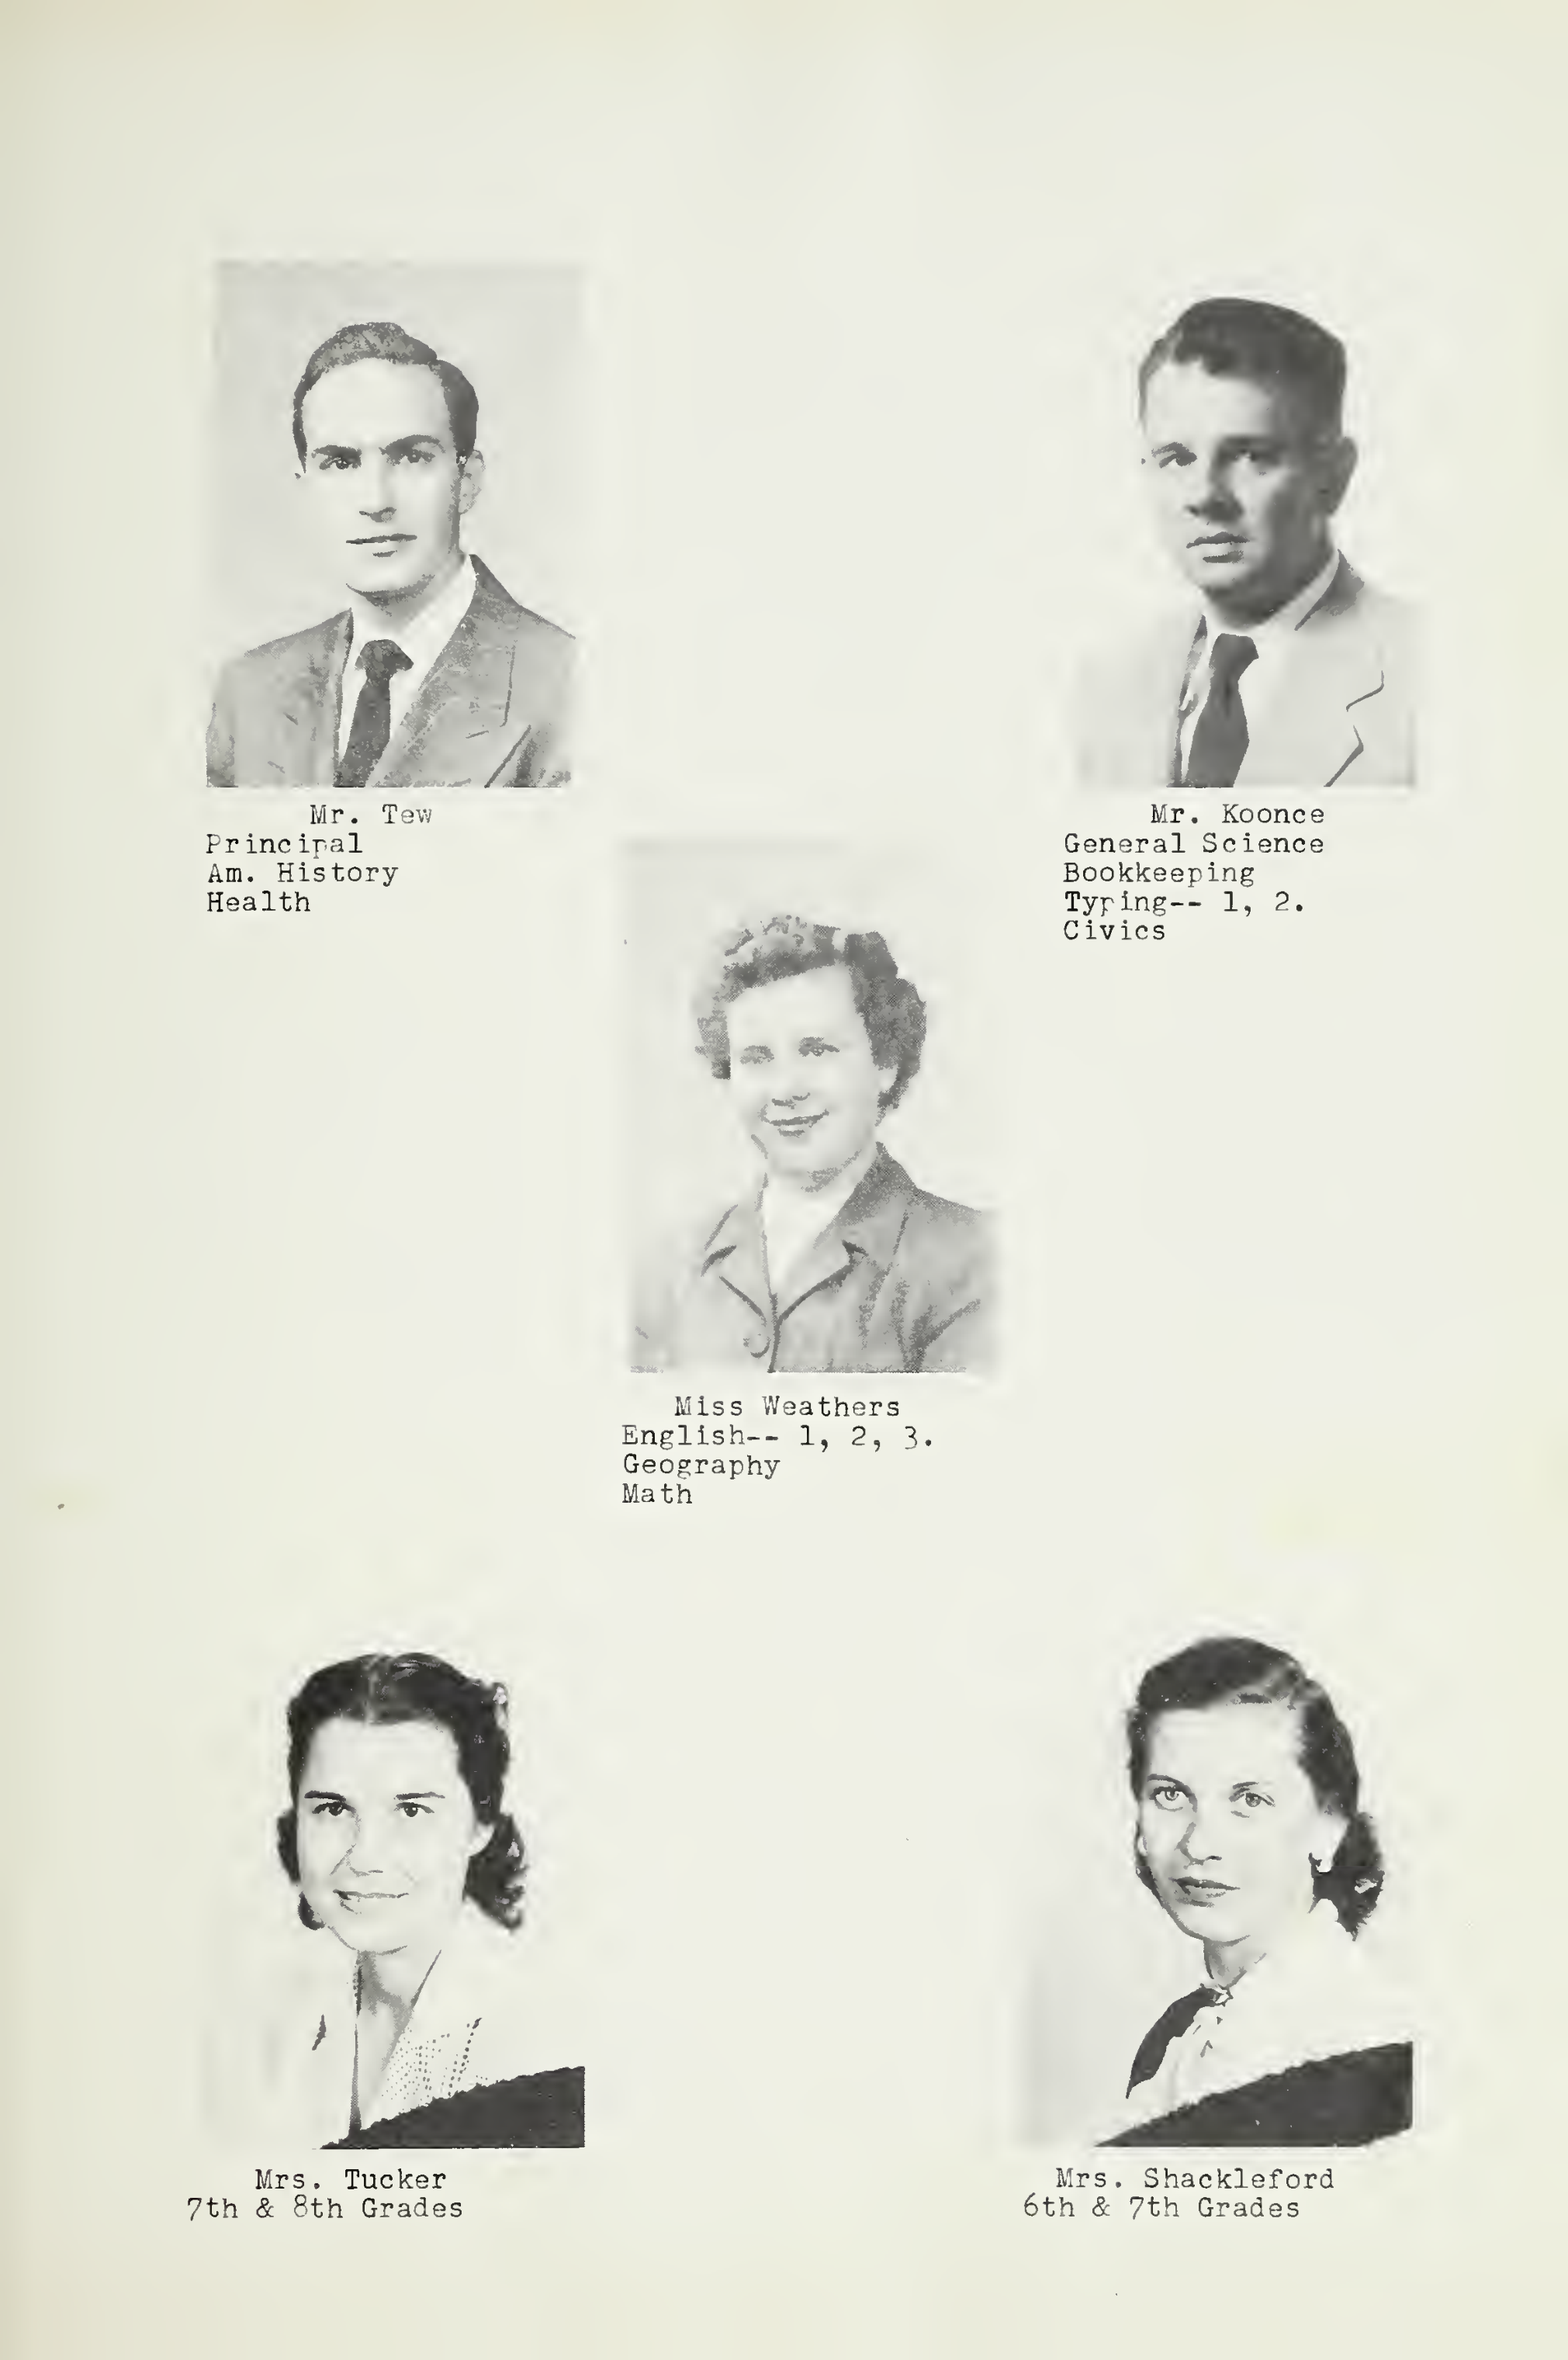 Mr. Tew
Principal
Am. History
Health
Mr. Koonce
General Science
Bookkeeping
Typing-- 1, 2.
Civics
Miss Weathers
English-- 1, 2, 3.
Geography
Math
Mrs. Tucker
7th & 8th Grades
Mrs. Shackleford
6th & 7th Grades